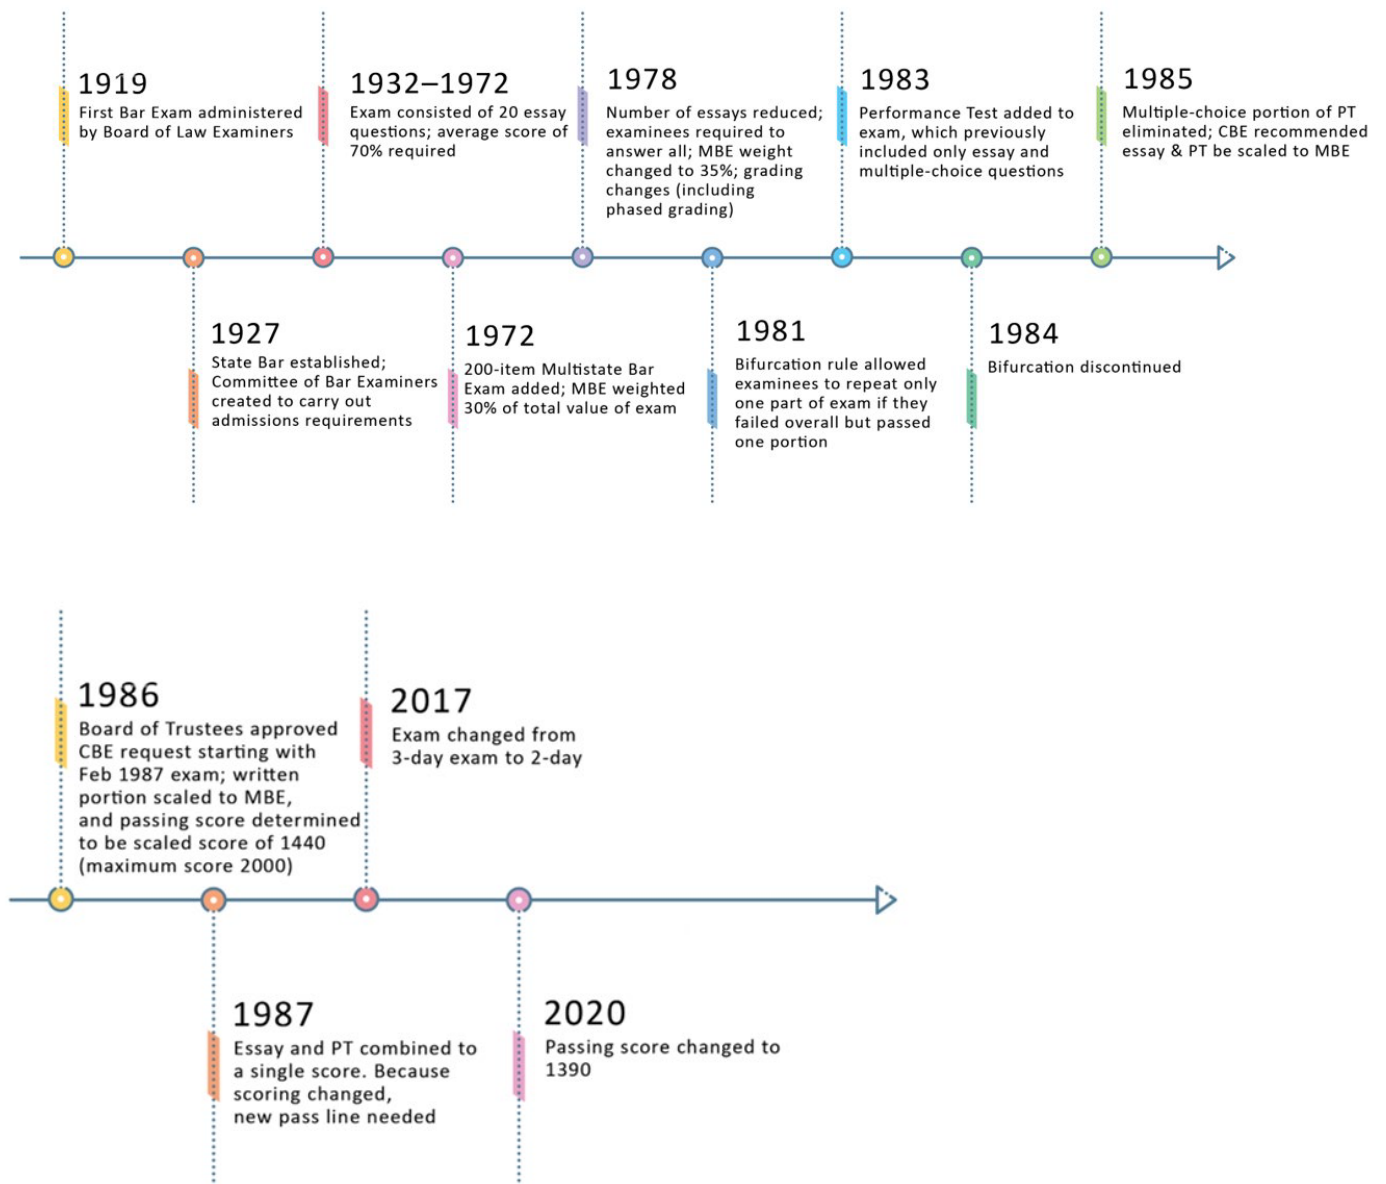 1919
First Bar Exam administered
by Board of Law Examiners
1932–1972
Exam consisted of 20 essay
questions; average score of
70% required
1978
Number of essays reduced;
examinees required to
answer all; MBE weight
changed to 35%; grading
changes (including
phased grading)
1983
Performance Test added to
exam, which previously
included only essay and
multiple-choice questions
1985
Multiple-choice portion of PT
eliminated; CBE recommended
essay & PT be scaled to MBE
1927
State Bar established;
Committee of Bar Examiners
created to carry out
admissions requirements
1972
200-item Multistate Bar
Exam added; MBE weighted
30% of total value of exam
1981
Bifurcation rule allowed
examinees to repeat only
one part of exam if they
failed overall but passed
one portion
1984
Bifurcation discontinued
1986
Board of Trustees approved
CBE request starting with
Feb 1987 exam; written
portion scaled to MBE,
and passing score determined
to be scaled score of 1440
(maximum score 2000)
2017
Exam changed from
3-day exam to 2-day
1987
Essay and PT combined to
a single score. Because
scoring changed,
new pass line needed
2020
Passing score changed to
1390